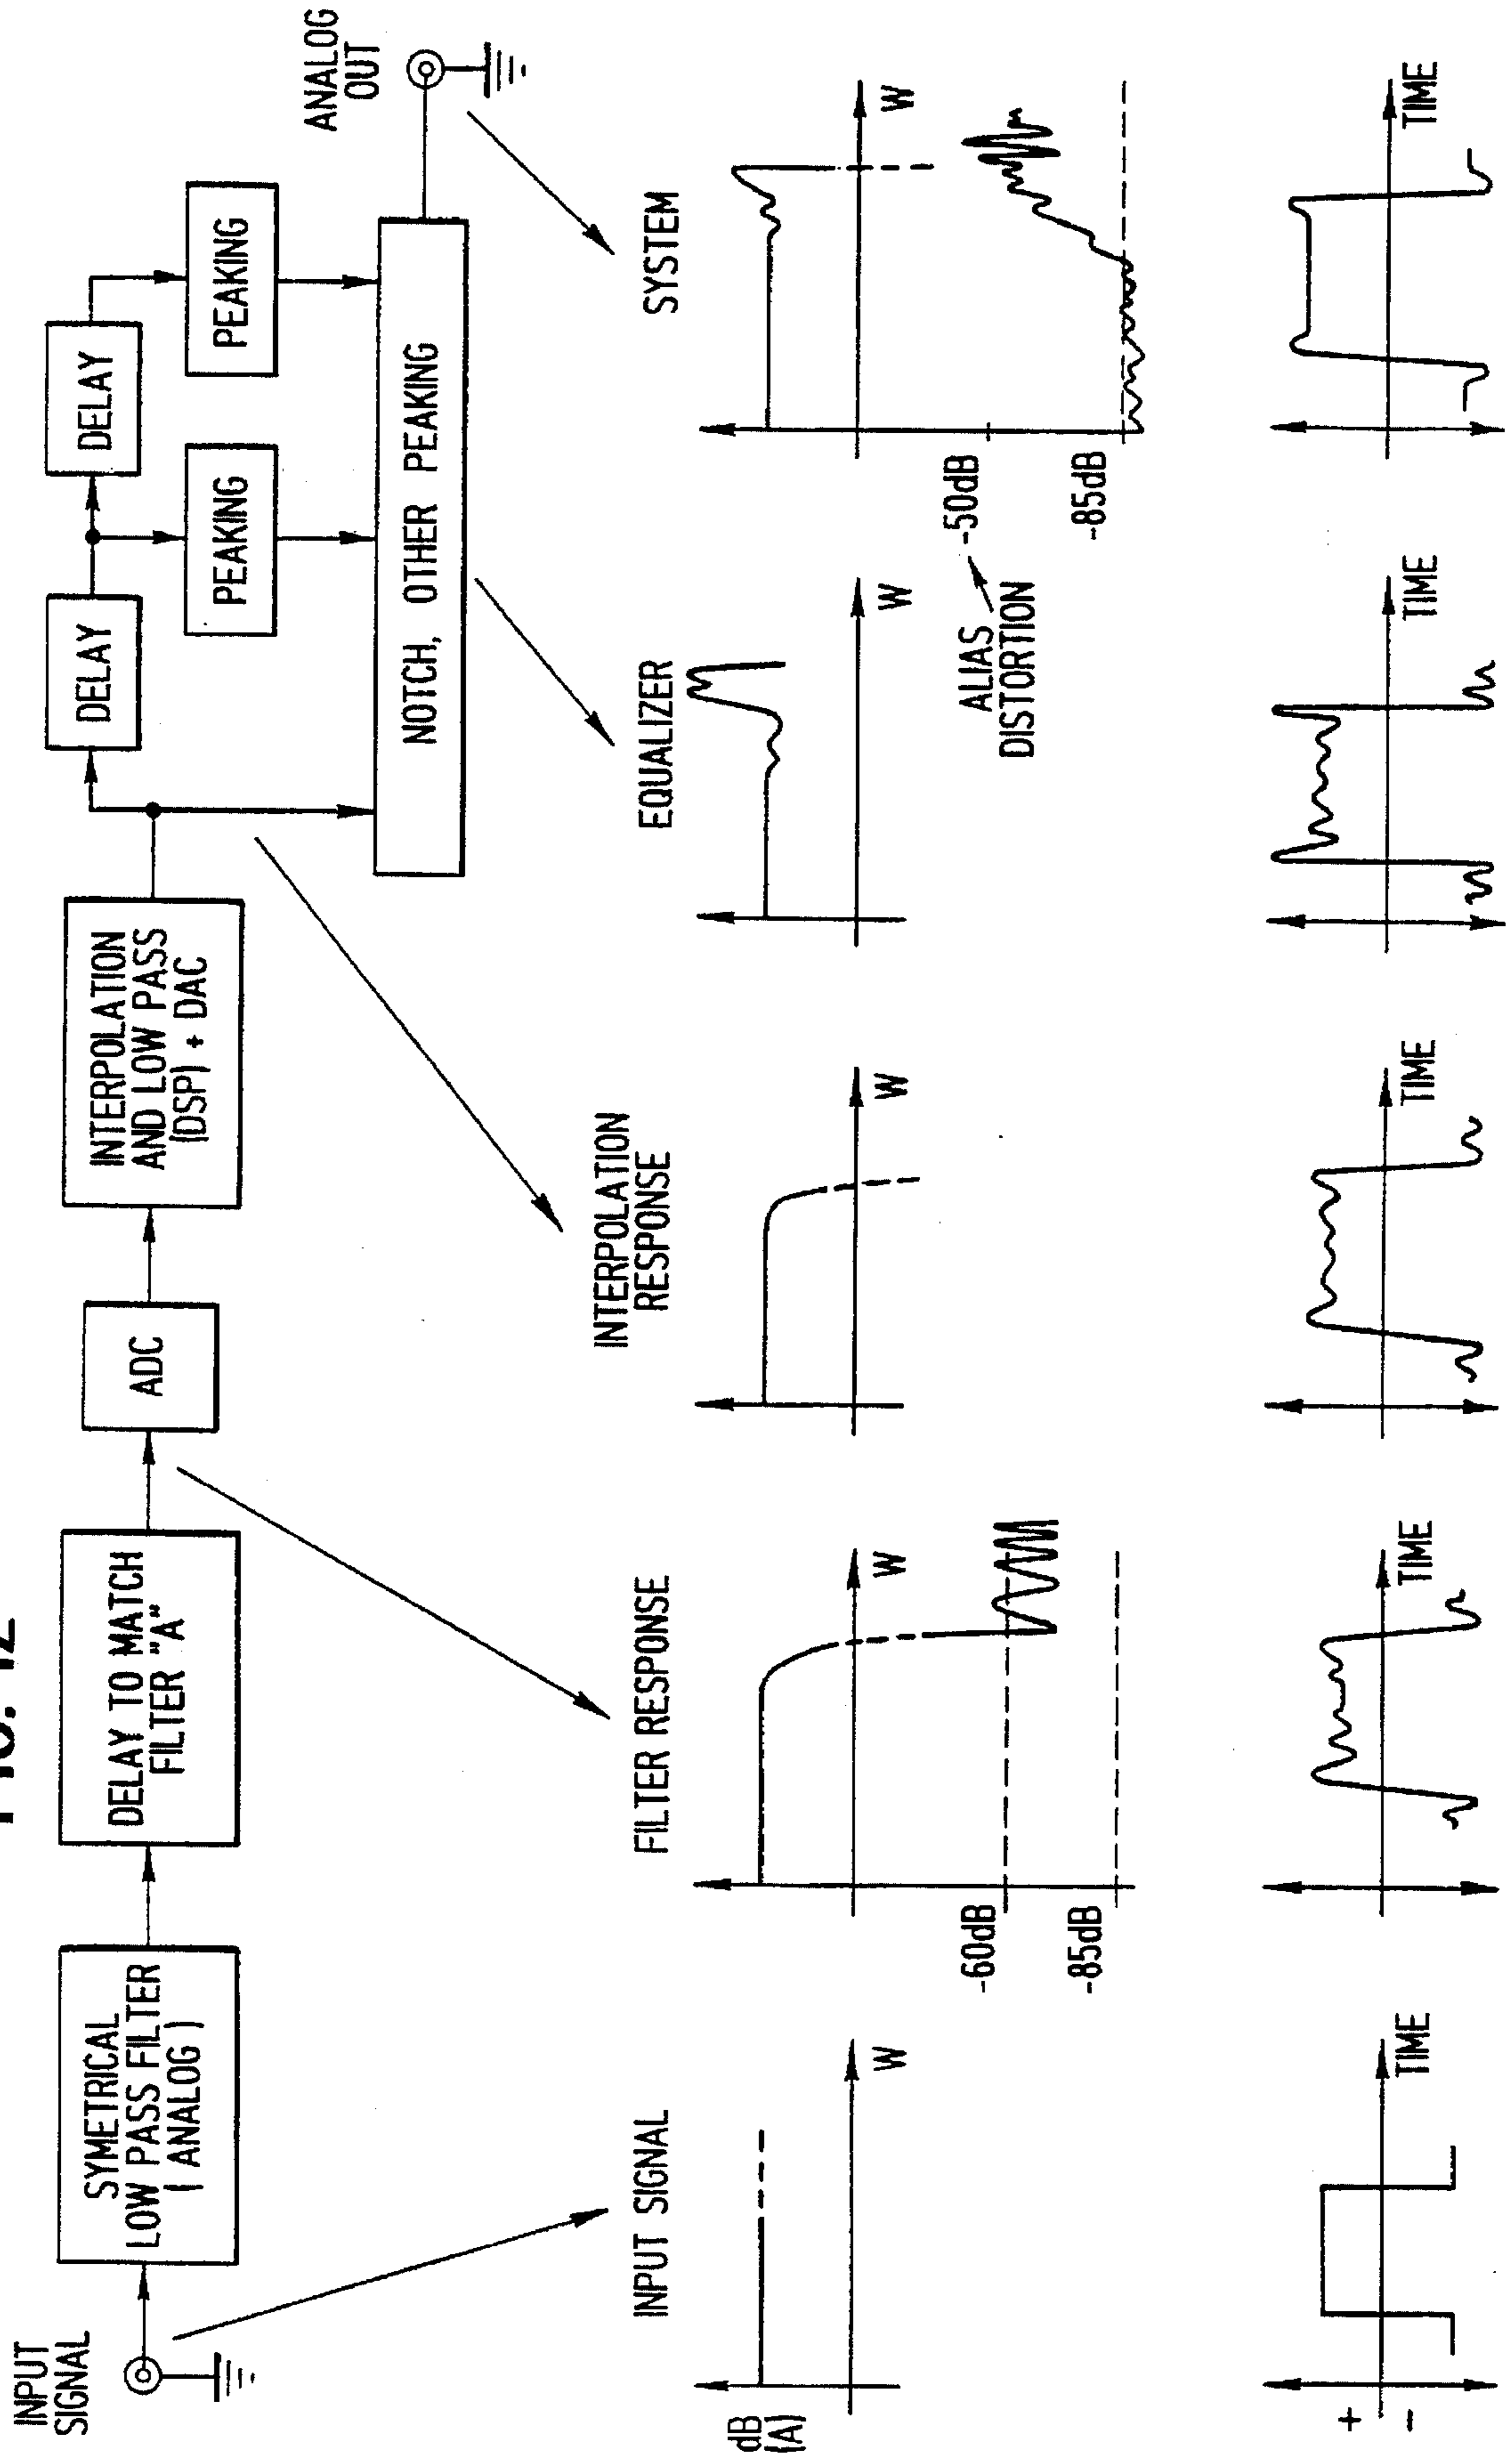 INPUT
SIGNAL
SYMETRICAL
LOW PASS FILTER
( ANALOG )
DELAY TO MATCH
FILTER "A"
ADC
INTERPOLATION
AND LOW PASS
(DSP) + DAC
DELAY
DELAY
PEAKING
PEAKING
NOTCH, OTHER PEAKING
ANALOG
OUT
INPUT SIGNAL
FILTER RESPONSE
INTERPOLATION
RESPONSE
EQUALIZER
SYSTEM
dB
(A)
W
W
W
W
W
-60dB
-85dB
ALIAS
DISTORTION
-50dB
-85dB
+
-
TIME
TIME
TIME
TIME
TIME